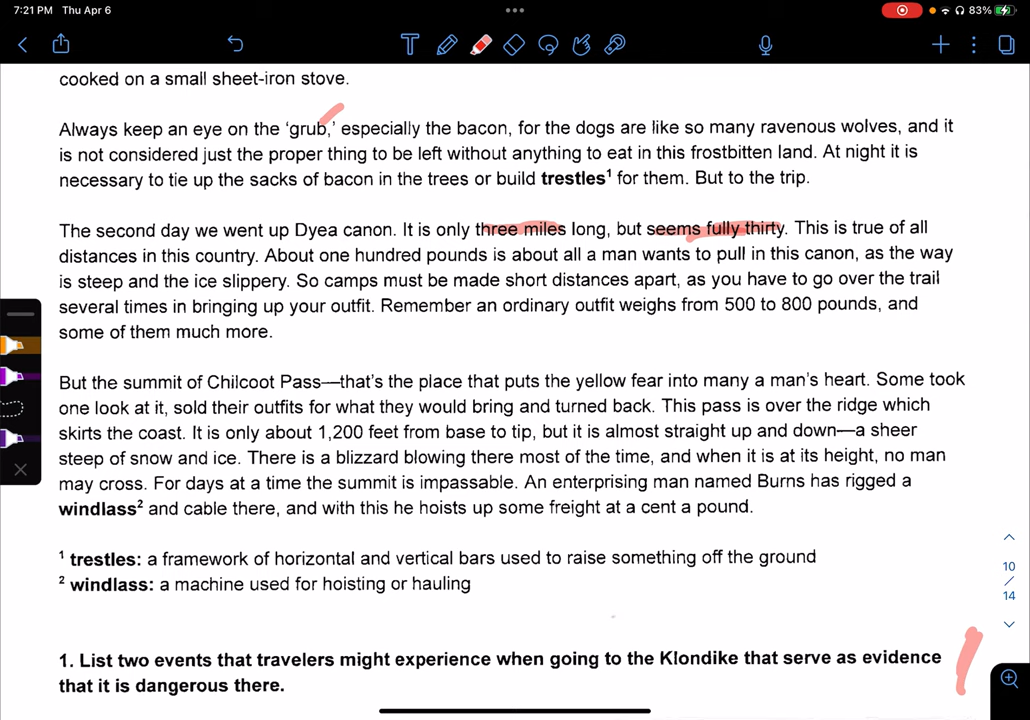 7:21 PM Thu Apr 6
83%
cooked on a small sheet-iron stove.
Always keep an eye on the ‘grub,’ especially the bacon, for the dogs are like so many ravenous wolves, and it
is not considered just the proper thing to be left without anything to eat in this frostbitten land. At night it is
necessary to tie up the sacks of bacon in the trees or build trestles¹ for them. But to the trip.
The second day we went up Dyea canon. It is only three miles long, but seems fully thirty. This is true of all
distances in this country. About one hundred pounds is about all a man wants to pull in this canon, as the way
is steep and the ice slippery. So camps must be made short distances apart, as you have to go over the trail
several times in bringing up your outfit. Remember an ordinary outfit weighs from 500 to 800 pounds, and
some of them much more.
But the summit of Chilcoot Pass—that’s the place that puts the yellow fear into many a man’s heart. Some took
one look at it, sold their outfits for what they would bring and turned back. This pass is over the ridge which
skirts the coast. It is only about 1,200 feet from base to tip, but it is almost straight up and down—a sheer
steep of snow and ice. There is a blizzard blowing there most of the time, and when it is at its height, no man
may cross. For days at a time the summit is impassable. An enterprising man named Burns has rigged a
windlass² and cable there, and with this he hoists up some freight at a cent a pound.
¹ trestles: a framework of horizontal and vertical bars used to raise something off the ground
² windlass: a machine used for hoisting or hauling
10
/
14
1. List two events that travelers might experience when going to the Klondike that serve as evidence
that it is dangerous there.